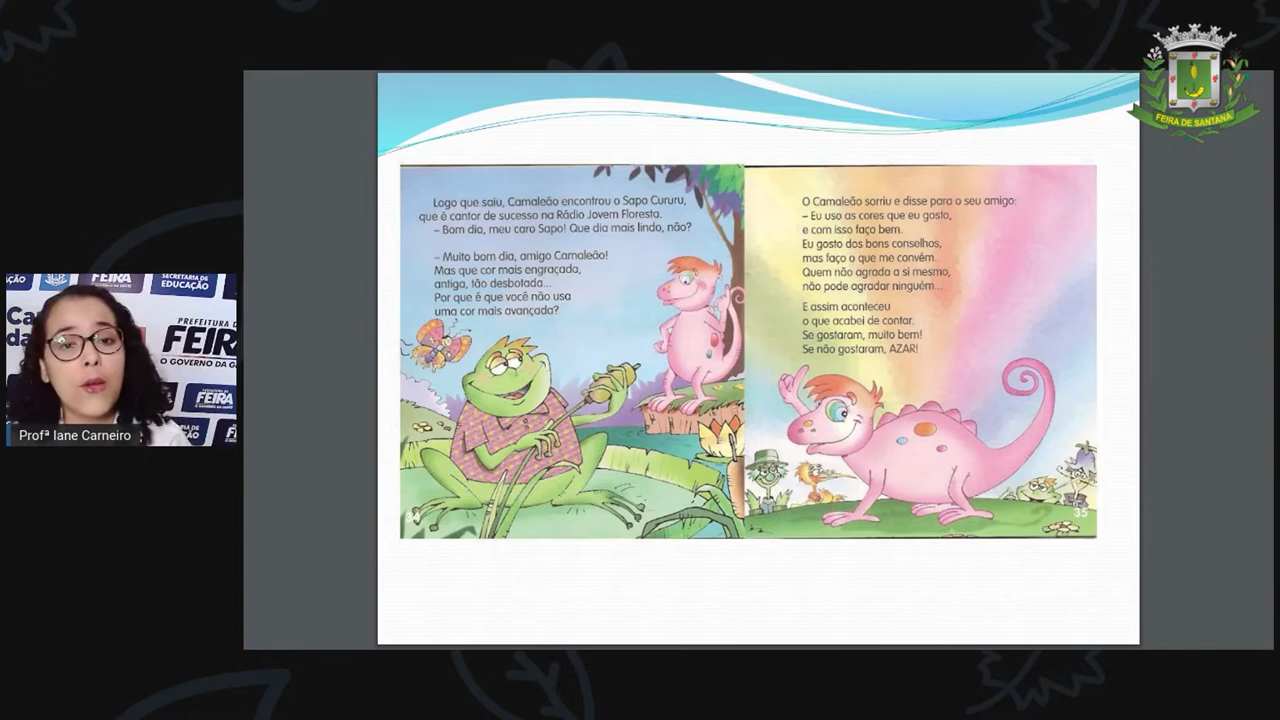 FEIRA DE SANTANA
Logo que saiu, Camaleão encontrou o Sapo Cururu,
que é cantor de sucesso na Rádio Jovem Floresta.
– Bom dia, meu caro Sapo! Que dia mais lindo, não?
– Muito bom dia, amigo Camaleão!
Mas que cor mais engraçada,
antiga, tão desbotada...
Por que é que você não usa
uma cor mais avançada?
O Camaleão sorriu e disse para o seu amigo:
– Eu uso as cores que eu gosto,
e com isso faço bem.
Eu gosto dos bons conselhos,
mas faço o que me convém.
Quem não agrada a si mesmo,
não pode agradar ninguém...
E assim aconteceu
o que acabei de contar.
Se gostaram, muito bem!
Se não gostaram, AZAR!
35
FEIRA
SECRETARIA DE
EDUCAÇÃO
PREFEITURA D
FEIR
O GOVERNO DA G
FEIRA
Profª Iane Carneiro